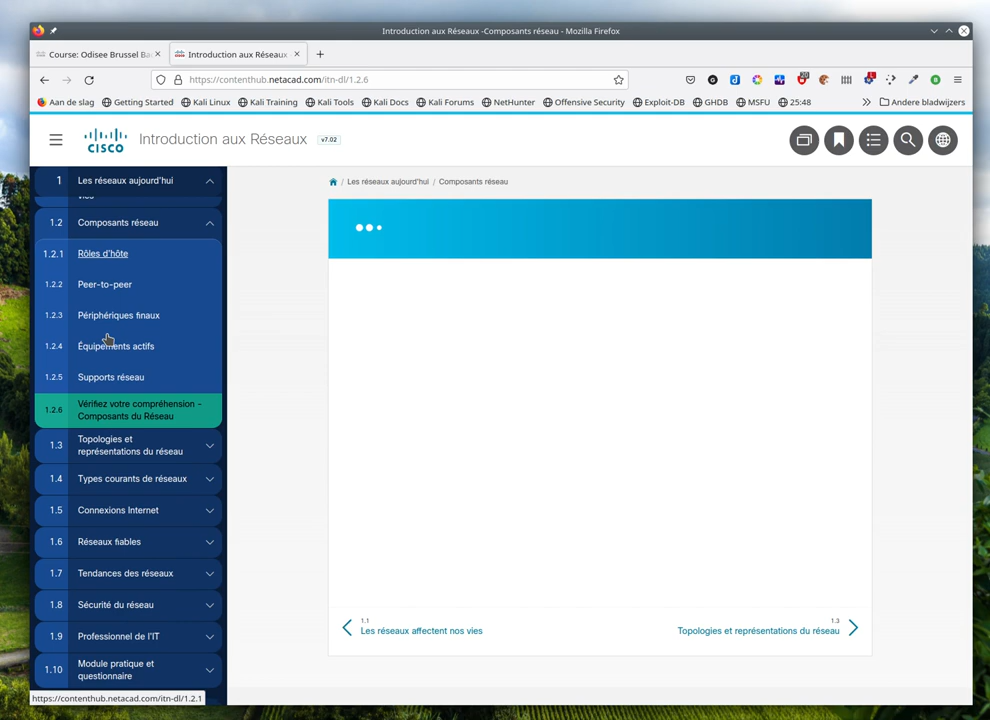 Introduction aux Réseaux -Composants réseau - Mozilla Firefox
Course: Odisee Brussel Ba
Introduction aux Réseaux
https://contenthub.netacad.com/itn-dl/1.2.6
Aan de slag
Getting Started
Kali Linux
Kali Training
Kali Tools
Kali Docs
Kali Forums
NetHunter
Offensive Security
Exploit-DB
GHDB
MSFU
25:48
Andere bladwijzers
CISCO
Introduction aux Réseaux
v7.02
1 Les réseaux aujourd'hui
vies
1.2 Composants réseau
1.2.1 Rôles d'hôte
1.2.2 Peer-to-peer
1.2.3 Périphériques finaux
1.2.4 Équipements actifs
1.2.5 Supports réseau
1.2.6 Vérifiez votre compréhension -
Composants du Réseau
1.3 Topologies et
représentations du réseau
1.4 Types courants de réseaux
1.5 Connexions Internet
1.6 Réseaux fiables
1.7 Tendances des réseaux
1.8 Sécurité du réseau
1.9 Professionnel de l'IT
1.10 Module pratique et
questionnaire
/ Les réseaux aujourd'hui / Composants réseau
1.1
Les réseaux affectent nos vies
1.3
Topologies et représentations du réseau
https://contenthub.netacad.com/itn-dl/1.2.1